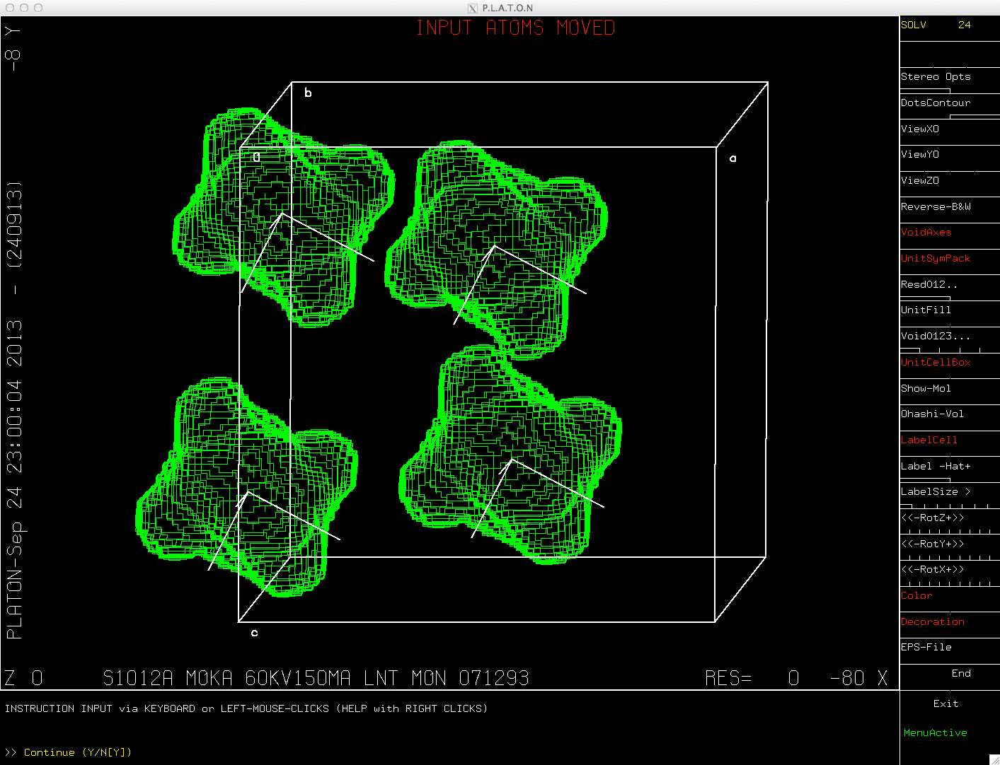 P.L.A.T.O.N
INPUT ATOMS MOVED
PLATON-Sep 24 23:00:04 2013 - (240913) -8 Y
b
0
a
c
Z 0 S1012A MOKA 60KV150MA LNT MON 071293 RES= 0 -80 X
SOLV 24
Stereo Opts
DotsContour
ViewXO
ViewYO
ViewZO
Reverse-B&W
VoidAxes
UnitSymPack
Resd012..
UnitFill
Void0123...
UnitCellBox
Show-Mol
Ohashi-Vol
LabelCell
Label -Hat+
LabelSize >
<<-RotZ+>>
<<-RotY+>>
<<-RotX+>>
Color
Decoration
EPS-File
End
Exit
MenuActive
INSTRUCTION INPUT via KEYBOARD or LEFT-MOUSE-CLICKS (HELP with RIGHT CLICKS)
>> Continue (Y/N[Y])